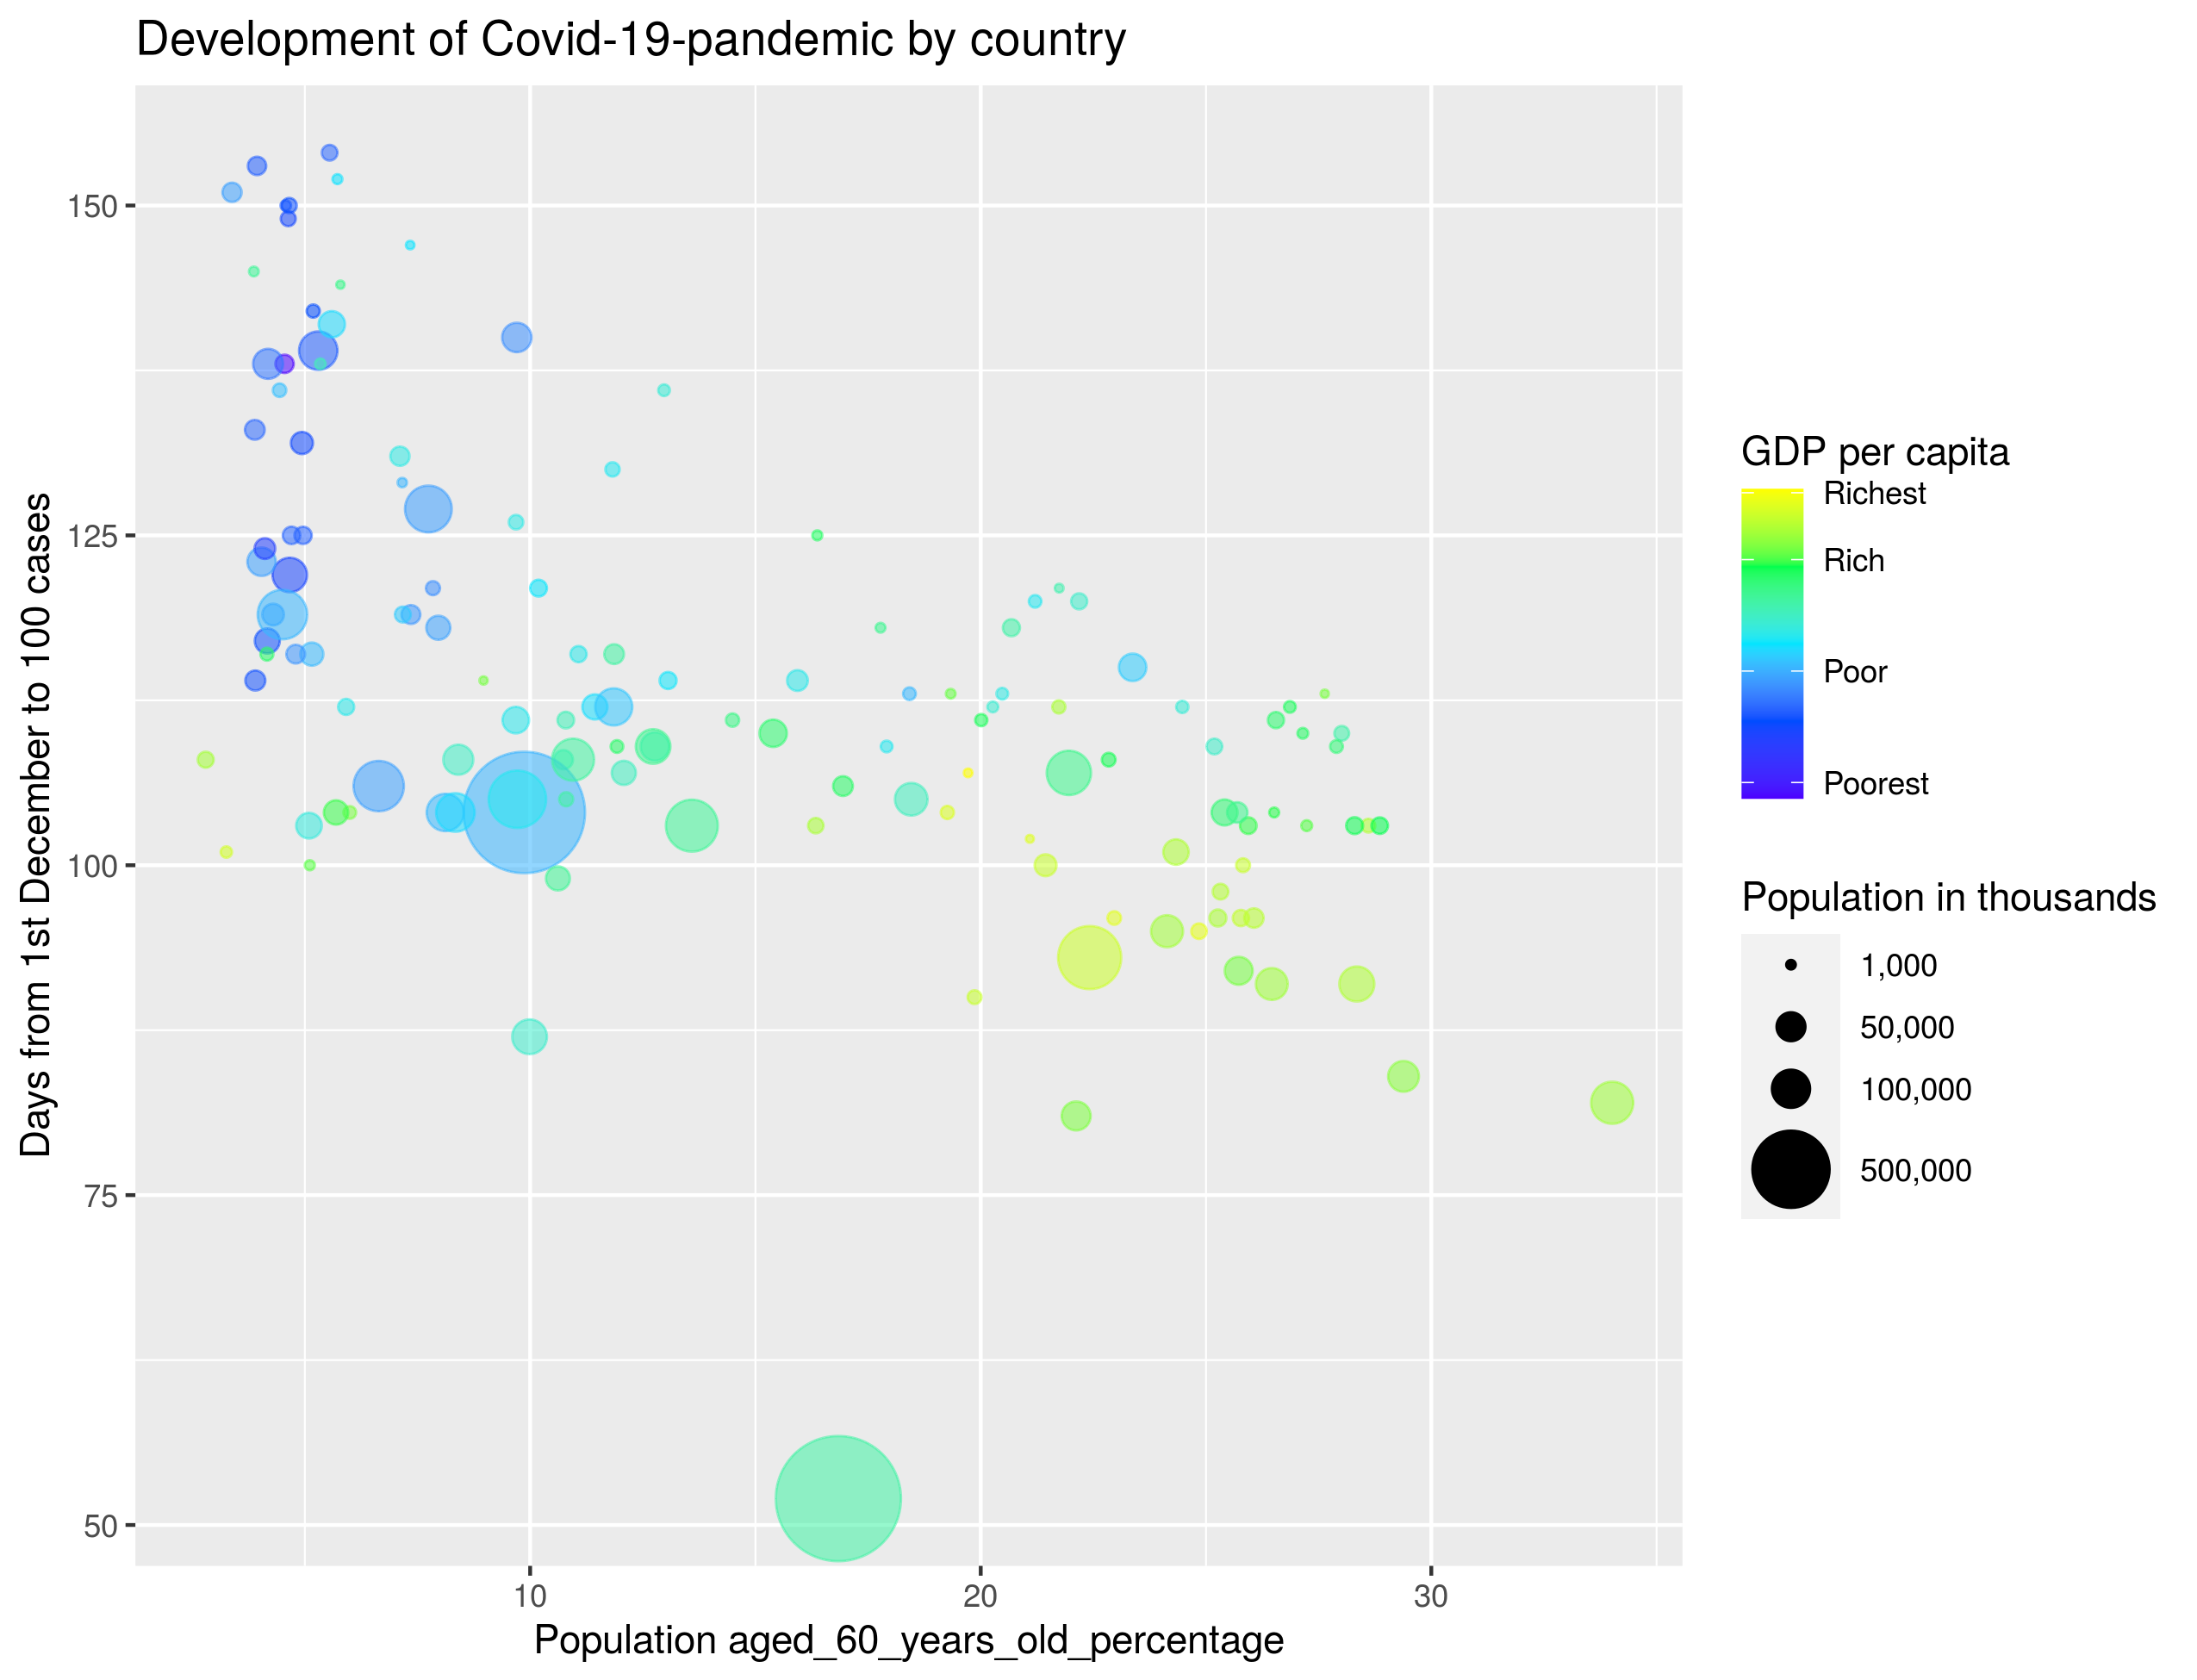 Development of Covid-19-pandemic by country
Days from 1st December to 100 cases
150
125
100
75
50
10
20
30
Population aged_60_years_old_percentage
GDP per capita
Richest
Rich
Poor
Poorest
Population in thousands
1,000
50,000
100,000
500,000